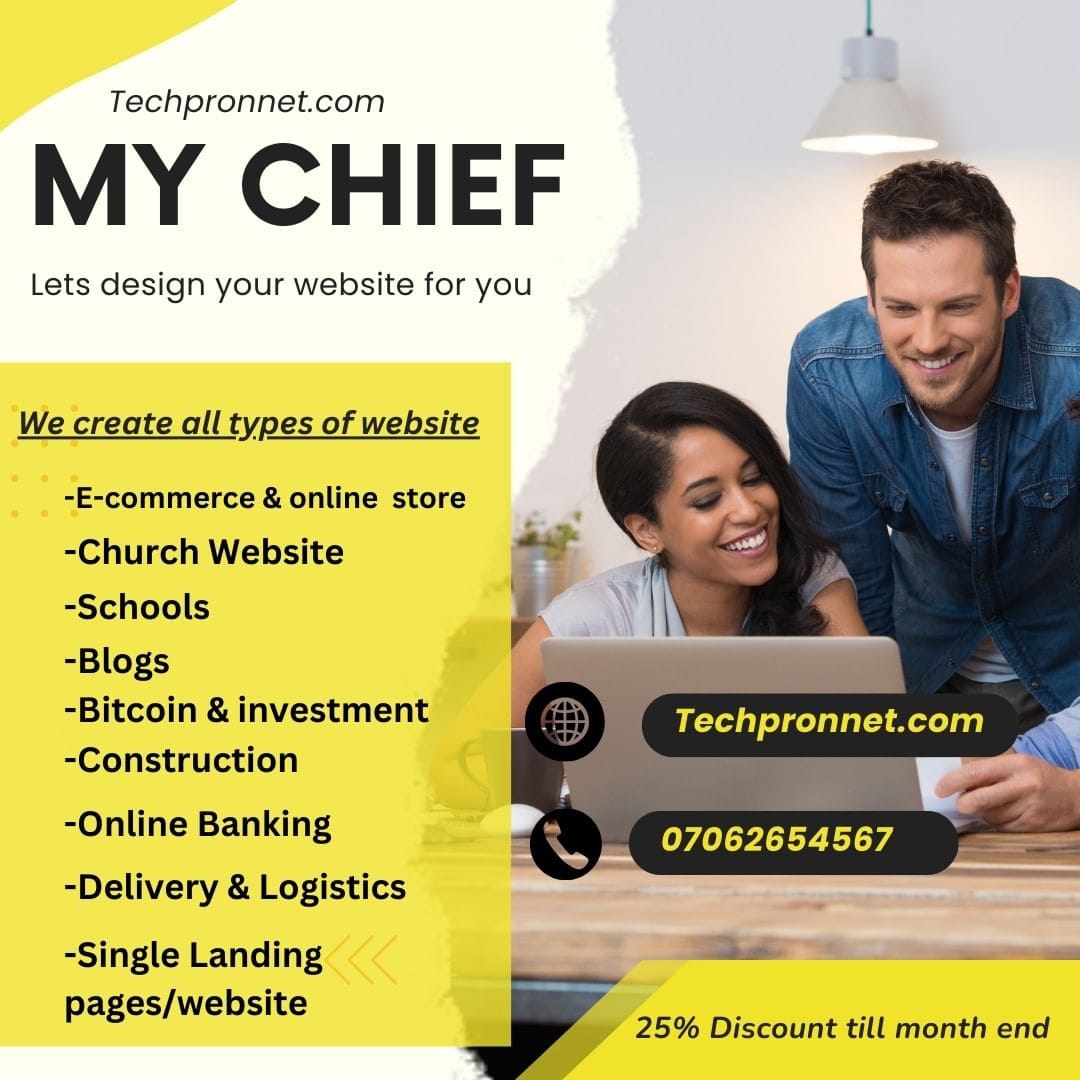 Techpronnet.com
MY CHIEF
Lets design your website for you
We create all types of website
-E-commerce & online store
-Church Website
-Schools
-Blogs
-Bitcoin & investment
-Construction
-Online Banking
-Delivery & Logistics
-Single Landing
pages/website
Techpronnet.com
07062654567
25% Discount till month end